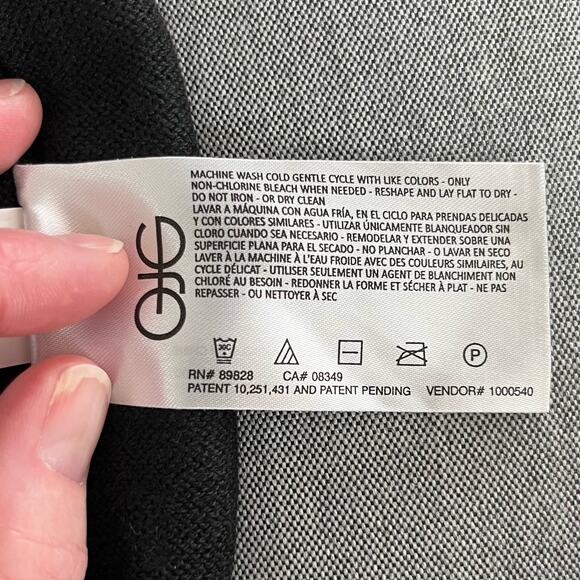 MACHINE WASH COLD GENTLE CYCLE WITH LIKE COLORS - ONLY
NON-CHLORINE BLEACH WHEN NEEDED - RESHAPE AND LAY FLAT TO DRY -
DO NOT IRON - OR DRY CLEAN
LAVAR A MÁQUINA CON AGUA FRÍA, EN EL CICLO PARA PRENDAS DELICADAS
Y CON COLORES SIMILARES - UTILIZAR ÚNICAMENTE BLANQUEADOR SIN
CLORO CUANDO SEA NECESARIO - REMODELAR Y EXTENDER SOBRE UNA
SUPERFICIE PLANA PARA EL SECADO - NO PLANCHAR - O LAVAR EN SECO
LAVER À LA MACHINE À L'EAU FROIDE AVEC DES COULEURS SIMILAIRES, AU
CYCLE DÉLICAT - UTILISER SEULEMENT UN AGENT DE BLANCHIMENT NON
CHLORÉ AU BESOIN - REDONNER LA FORME ET SÉCHER À PLAT - NE PAS
REPASSER - OU NETTOYER À SEC
30C
P
RN# 89828 CA# 08349
PATENT 10,251,431 AND PATENT PENDING VENDOR# 1000540